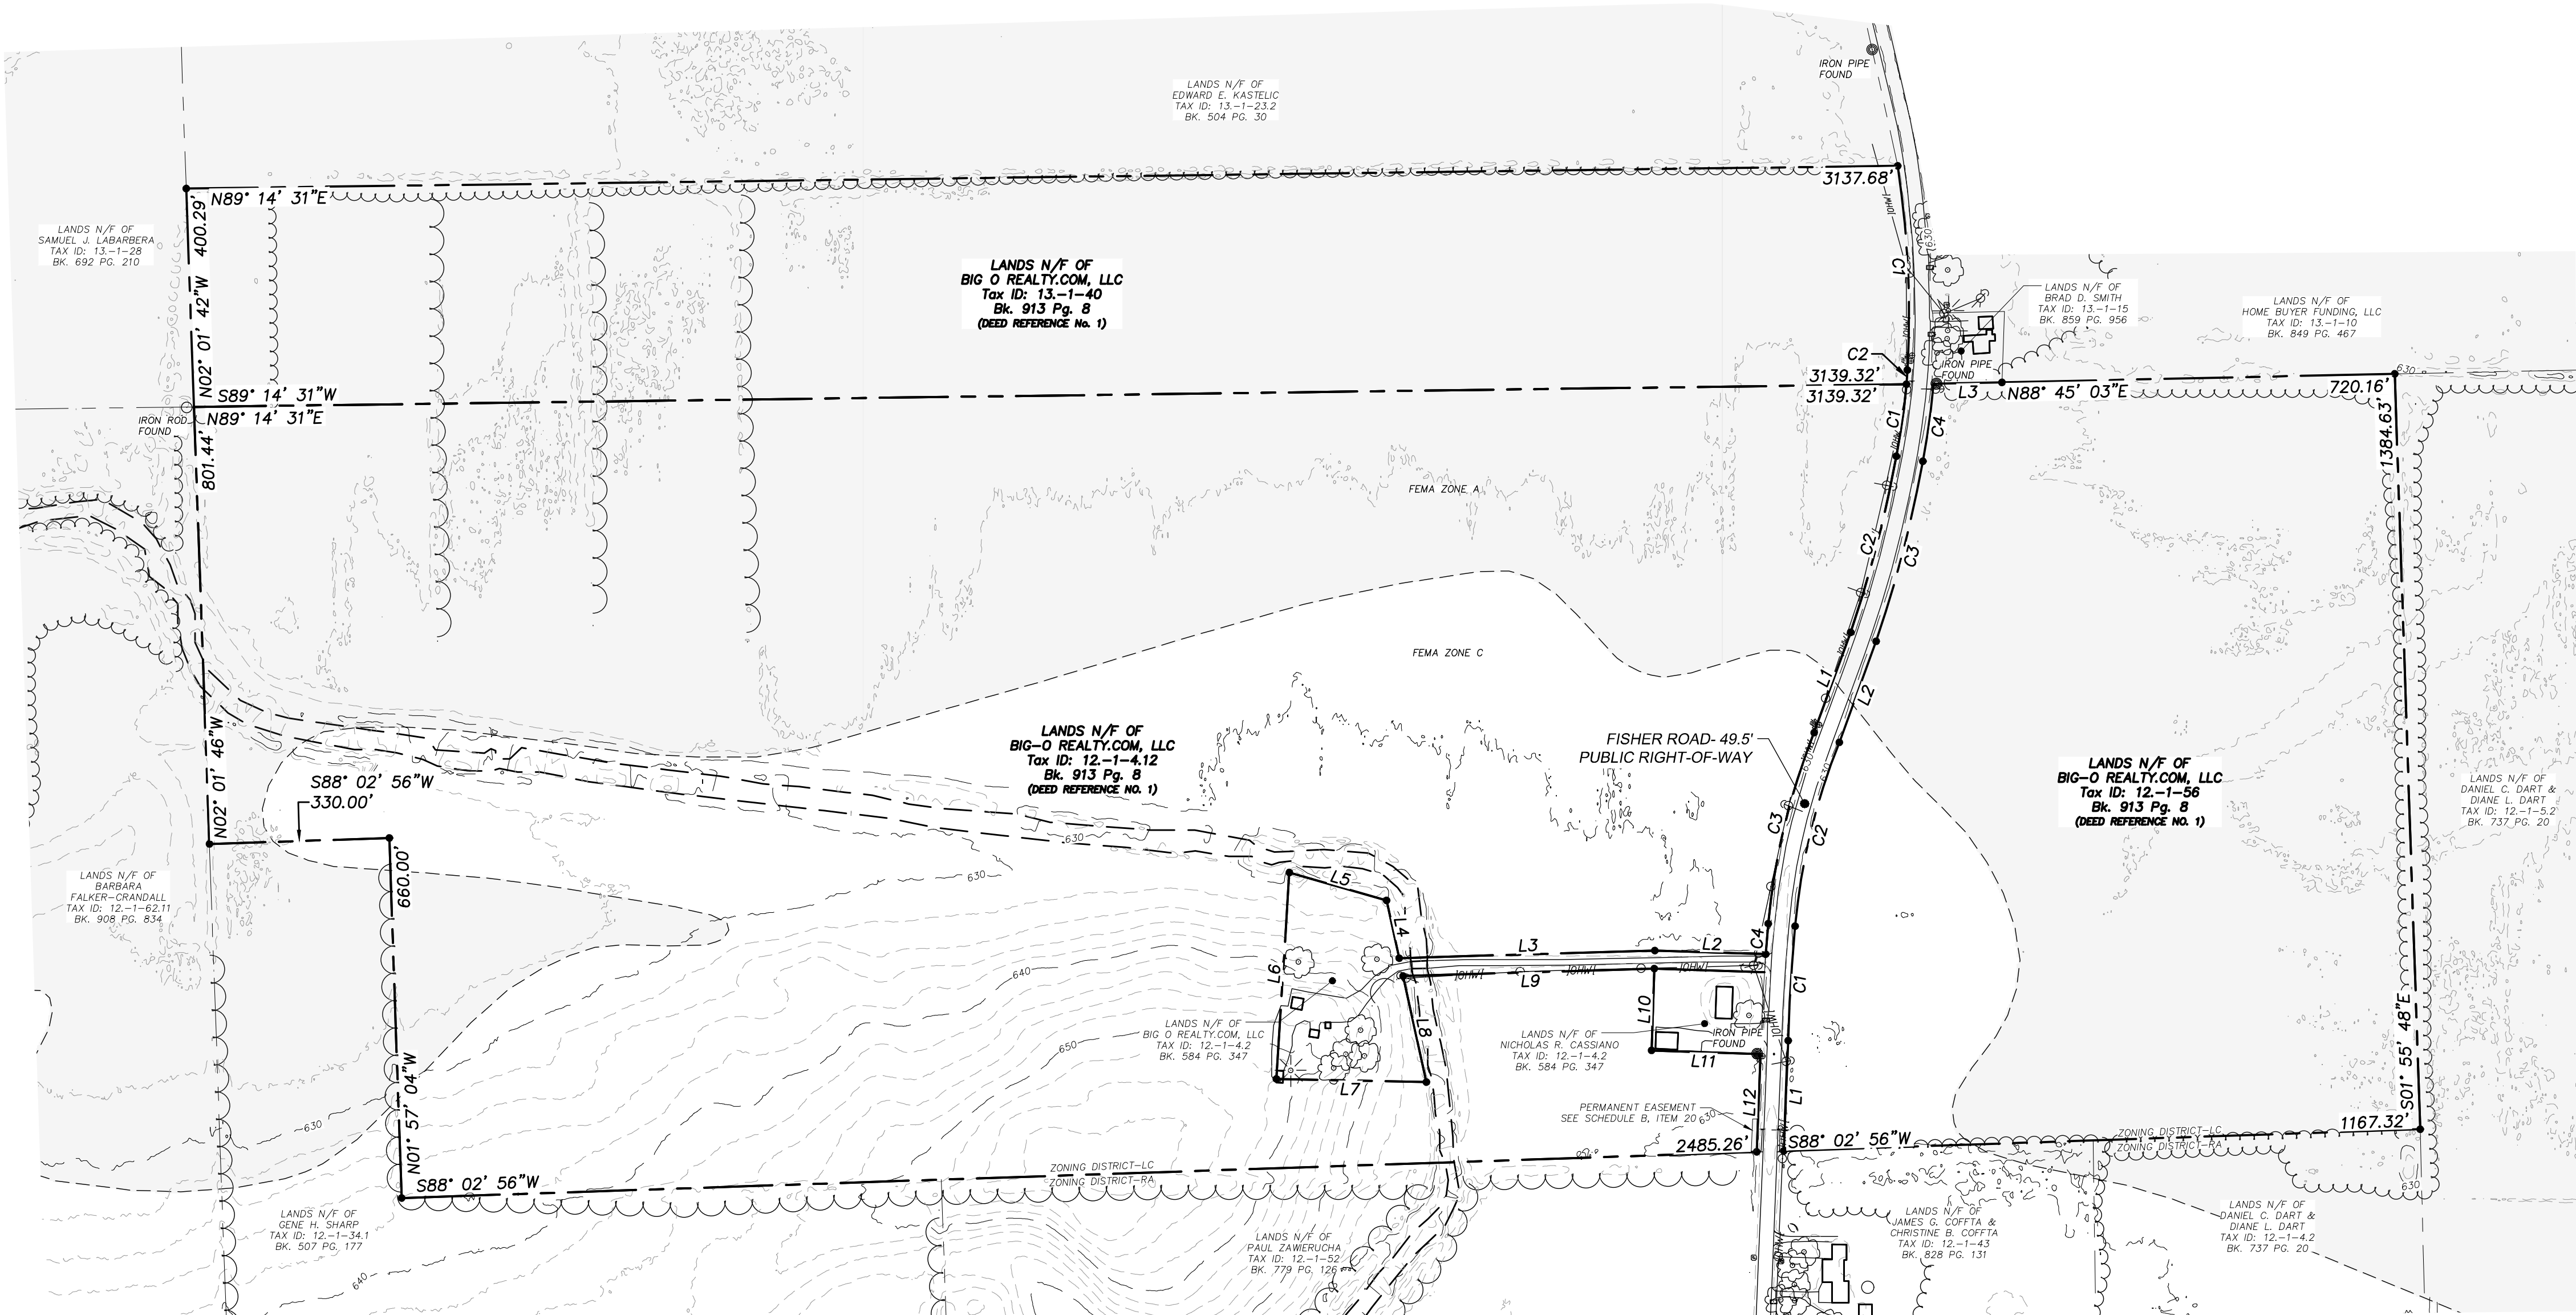 IRON PIPE
FOUND
LANDS N/F OF
EDWARD E. KASTELIC
TAX ID: 13.-1-23.2
BK. 504 PG. 30
3137.68'
N89° 14' 31"E
400.29'
N02° 01' 42"W
LANDS N/F OF
SAMUEL J. LABARBERA
TAX ID: 13.-1-28
BK. 692 PG. 210
LANDS N/F OF
BIG O REALTY.COM, LLC
Tax ID: 13.-1-40
Bk. 913 Pg. 8
(DEED REFERENCE No. 1)
C1
630
LANDS N/F OF
BRAD D. SMITH
TAX ID: 13.-1-15
BK. 859 PG. 956
LANDS N/F OF
HOME BUYER FUNDING, LLC
TAX ID: 13.-1-10
BK. 849 PG. 467
C2
IRON PIPE
FOUND
3139.32'
3139.32'
S89° 14' 31"W
N89° 14' 31"E
IRON ROD
FOUND
L3
N88° 45' 03"E
720.16'
630
801.44'
C1
C4
1384.63'
FEMA ZONE A
C2
C3
FEMA ZONE C
L1
L2
N02° 01' 46"W
S88° 02' 56"W
330.00'
LANDS N/F OF
BIG-O REALTY.COM, LLC
Tax ID: 12.-1-4.12
Bk. 913 Pg. 8
(DEED REFERENCE NO. 1)
FISHER ROAD- 49.5'
PUBLIC RIGHT-OF-WAY
630
630
LANDS N/F OF
BIG-O REALTY.COM, LLC
Tax ID: 12.-1-56
Bk. 913 Pg. 8
(DEED REFERENCE NO. 1)
LANDS N/F OF
DANIEL C. DART &
DIANE L. DART
TAX ID: 12.-1-5.2
BK. 737 PG. 20
C3
C2
630
630
660.00'
LANDS N/F OF
BARBARA
FALKER-CRANDALL
TAX ID: 12.-1-62.11
BK. 908 PG. 834
L5
L4
L3
L2
C4
L6
640
L9
C1
L8
L10
650
LANDS N/F OF
BIG O REALTY.COM, LLC
TAX ID: 12.-1-4.2
BK. 584 PG. 347
LANDS N/F OF
NICHOLAS R. CASSIANO
TAX ID: 12.-1-4.2
BK. 584 PG. 347
IRON PIPE
FOUND
L11
L7
L12
L1
PERMANENT EASEMENT
SEE SCHEDULE B, ITEM 20
630
N01° 57' 04"W
S01° 55' 48"E
630
2485.26'
S88° 02' 56"W
1167.32'
ZONING DISTRICT-LC
ZONING DISTRICT-RA
ZONING DISTRICT-LC
ZONING DISTRICT-RA
S88° 02' 56"W
630
LANDS N/F OF
GENE H. SHARP
TAX ID: 12.-1-34.1
BK. 507 PG. 177
640
LANDS N/F OF
PAUL ZAWIERUCHA
TAX ID: 12.-1-52
BK. 779 PG. 126
LANDS N/F OF
JAMES G. COFFTA &
CHRISTINE B. COFFTA
TAX ID: 12.-1-43
BK. 828 PG. 131
LANDS N/F OF
DANIEL C. DART &
DIANE L. DART
TAX ID: 12.-1-4.2
BK. 737 PG. 20